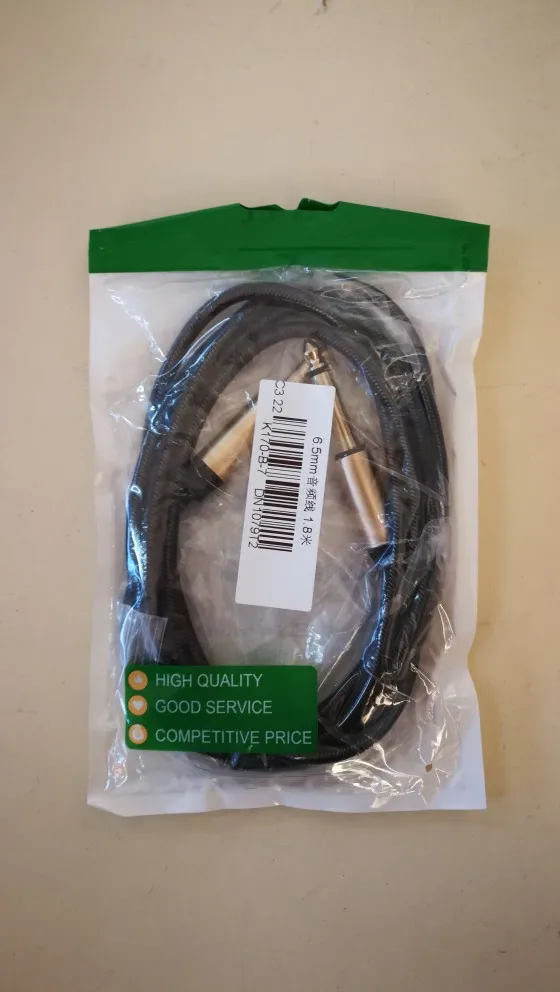 6.5mm音频线 1.8米
C3.22
K170-B-7 DN1079T2
HIGH QUALITY
GOOD SERVICE
COMPETITIVE PRICE